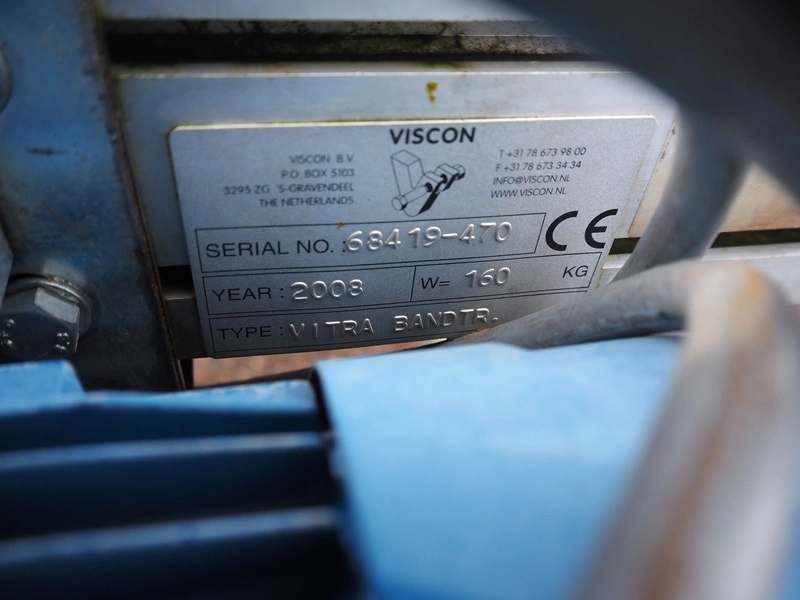 VISCON
VISCON B.V.
P.O. BOX 5103
3295 ZG 'S-GRAVENDEEL
THE NETHERLANDS
T +31 78 673 98 00
F +31 78 673 34 34
INFO@VISCON.NL
WWW.VISCON.NL
SERIAL NO.: 68419-470
CE
YEAR: 2008 W= 160 KG
TYPE: VITRA BANDTR.